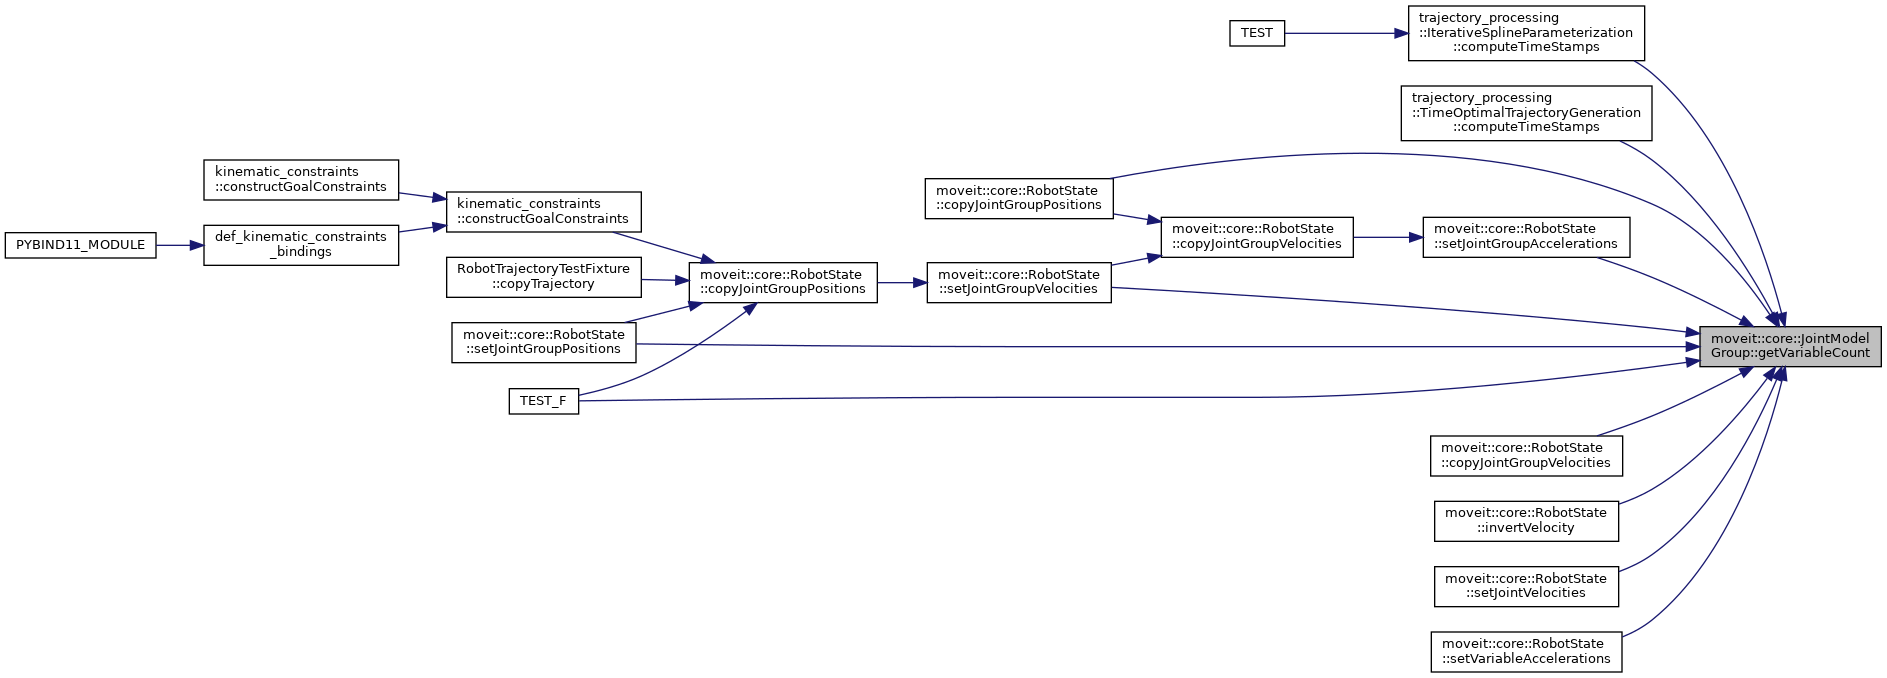 trajectory_processing
::IterativeSplineParameterization
::computeTimeStamps
TEST
trajectory_processing
::TimeOptimalTrajectoryGeneration
::computeTimeStamps
kinematic_constraints
::constructGoalConstraints
kinematic_constraints
::constructGoalConstraints
moveit::core::RobotState
::copyJointGroupPositions
moveit::core::RobotState
::copyJointGroupVelocities
moveit::core::RobotState
::setJointGroupAccelerations
PYBIND11_MODULE
def_kinematic_constraints
_bindings
RobotTrajectoryTestFixture
::copyTrajectory
moveit::core::RobotState
::copyJointGroupPositions
moveit::core::RobotState
::setJointGroupVelocities
moveit::core::RobotState
::setJointGroupPositions
moveit::core::JointModel
Group::getVariableCount
TEST_F
moveit::core::RobotState
::copyJointGroupVelocities
moveit::core::RobotState
::invertVelocity
moveit::core::RobotState
::setJointVelocities
moveit::core::RobotState
::setVariableAccelerations